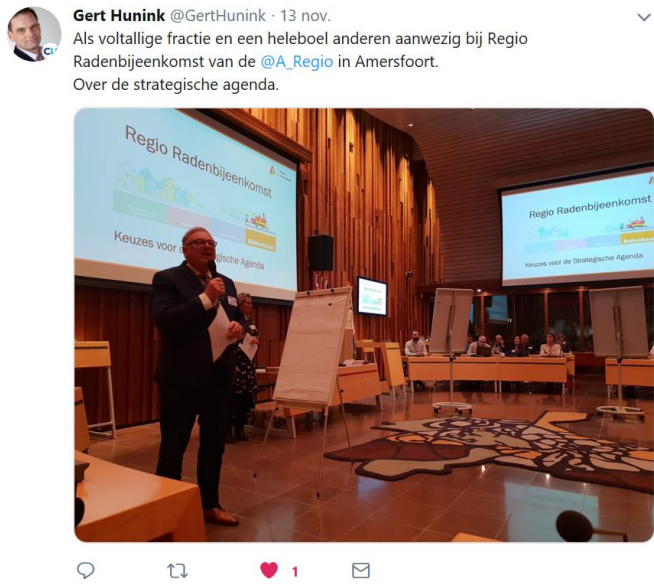 Gert Hunink @GertHunink · 13 nov.
Als voltallige fractie en een heleboel anderen aanwezig bij Regio
Radenbijeenkomst van de @A_Regio in Amersfoort.
Over de strategische agenda.
Regio Radenbijeenkomst
Keuzes voor de Strategische Agenda
Regio Radenbijeenkomst
Keuzes voor de Strategische Agenda
1